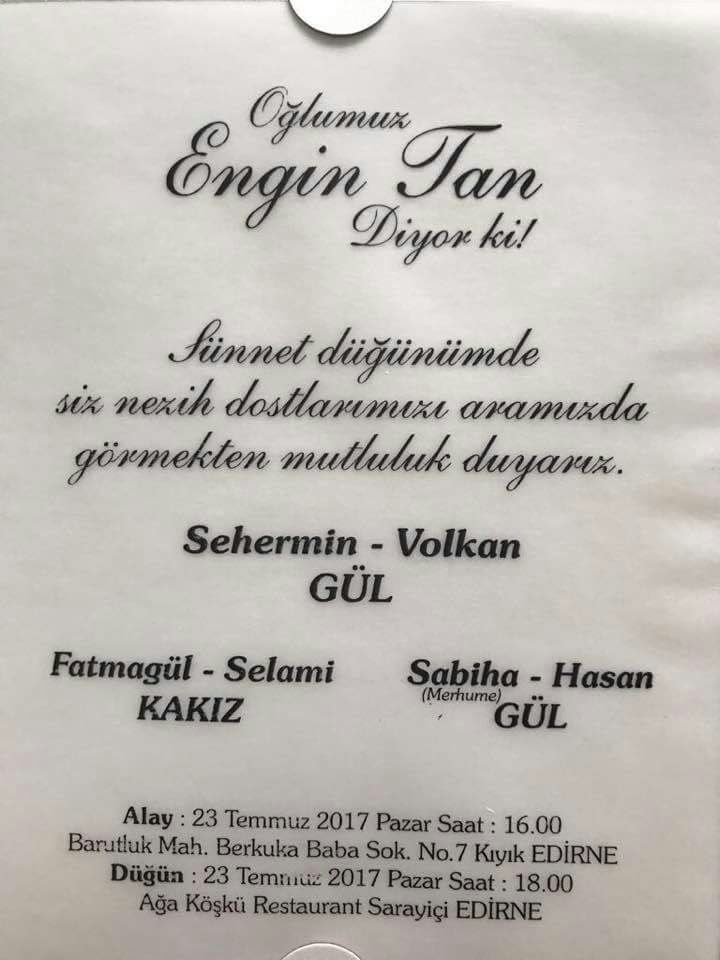 Oğlumuz
Engin Tan
Diyor ki!
Sünnet düğünümde
siz nezih dostlarımızı aramızda
görmekten mutluluk duyarız.
Sehermin - Volkan
GÜL
Fatmagül - Selami
KAKIZ
Sabiha - Hasan
(Merhume)
GÜL
Alay : 23 Temmuz 2017 Pazar Saat : 16.00
Barutluk Mah. Berkuka Baba Sok. No.7 Kıyık EDİRNE
Düğün : 23 Temmuz 2017 Pazar Saat : 18.00
Ağa Köşkü Restaurant Sarayiçi EDİRNE